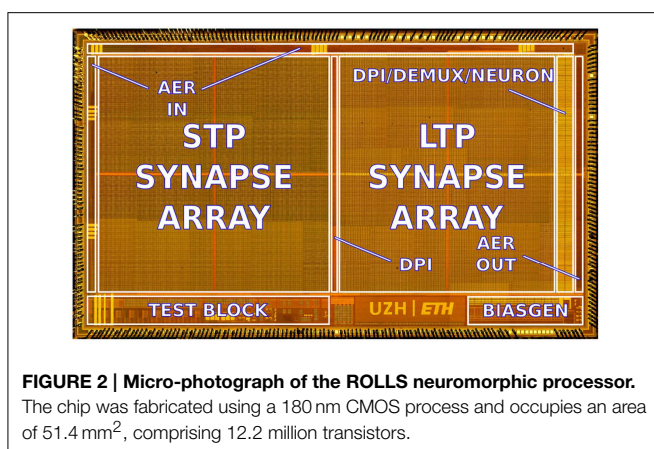 AER
IN
DPI/DEMUX/NEURON
STP
SYNAPSE
ARRAY
LTP
SYNAPSE
ARRAY
DPI
AER
OUT
TEST BLOCK
UZH | ETH
BIASGEN
FIGURE 2 | Micro-photograph of the ROLLS neuromorphic processor.
The chip was fabricated using a 180 nm CMOS process and occupies an area
of 51.4 mm², comprising 12.2 million transistors.